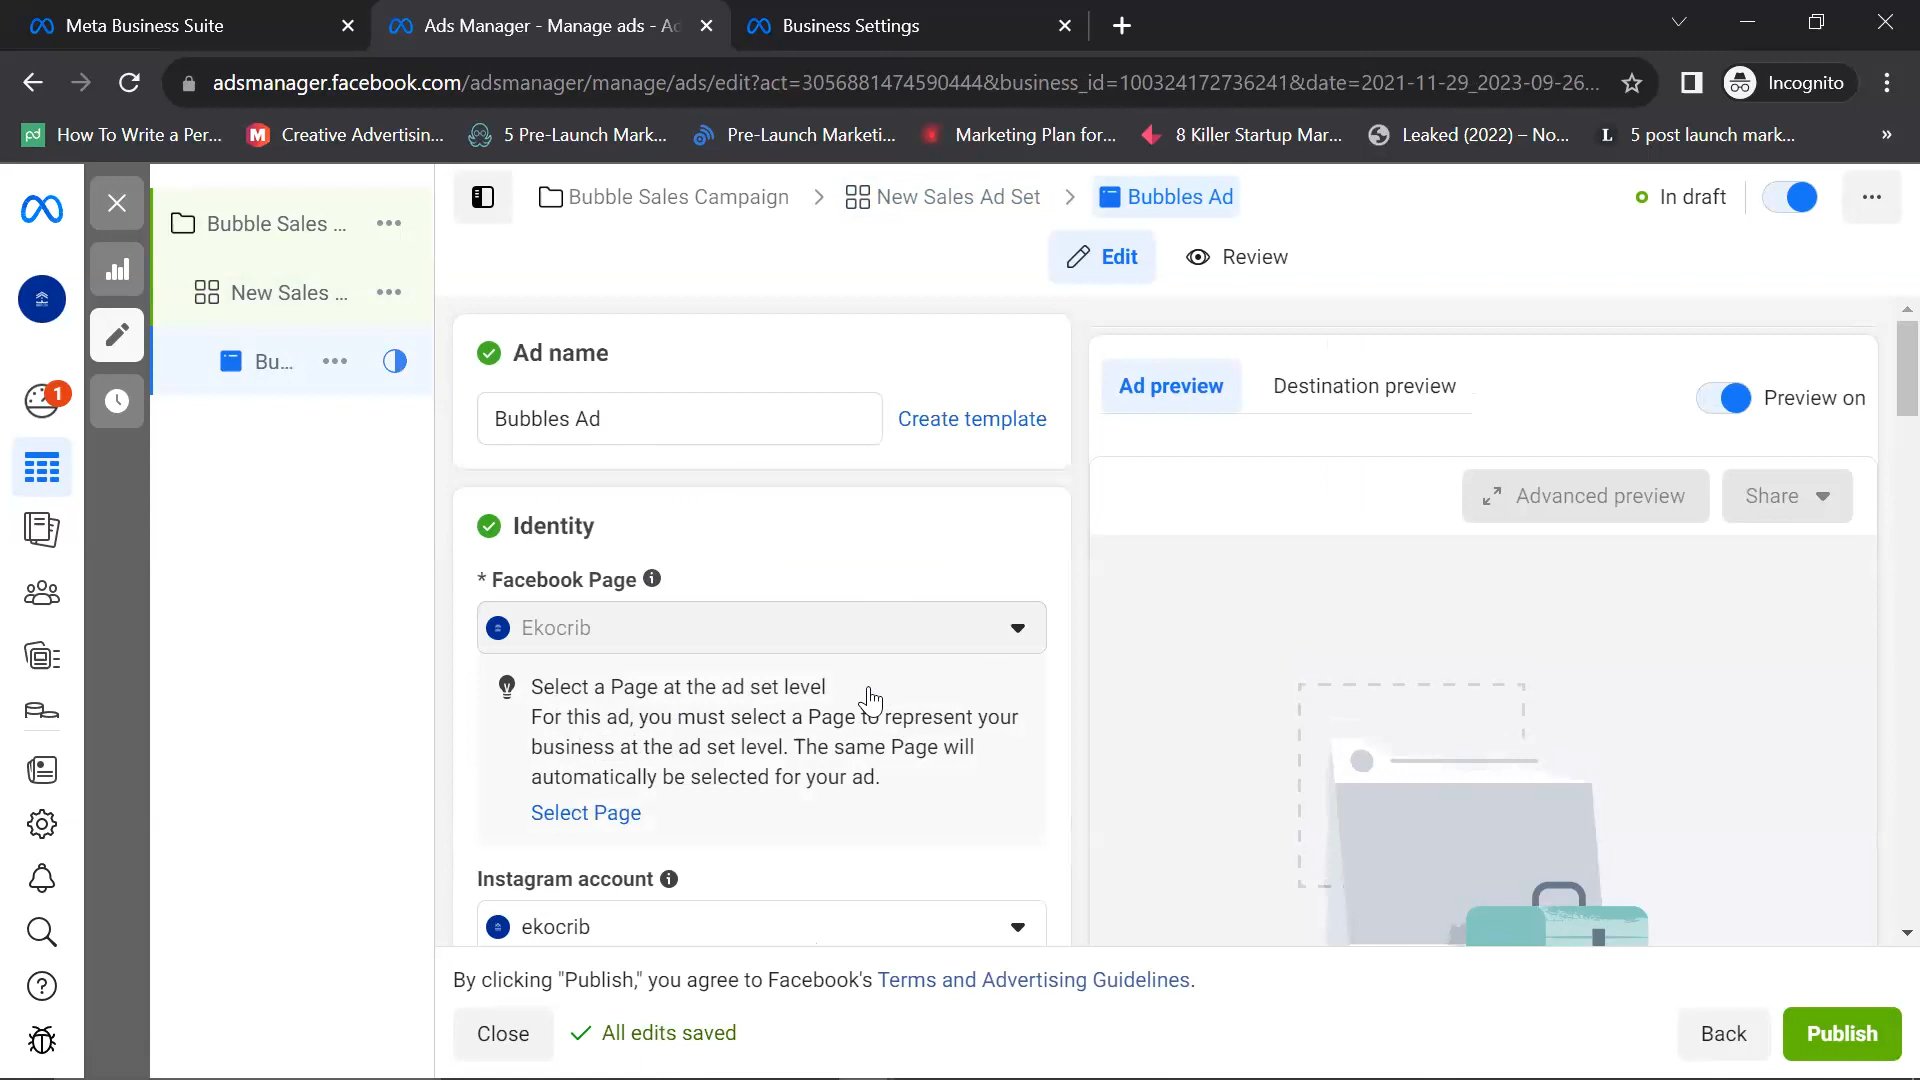 Meta Business Suite
Ads Manager - Manage ads - Ad
Business Settings
adsmanager.facebook.com/adsmanager/manage/ads/edit?act=3056881474590444&business_id=100324172736241&date=2021-11-29_2023-09-26...
Incognito
pd How To Write a Per...
M Creative Advertisin...
5 Pre-Launch Mark...
Pre-Launch Marketi...
Marketing Plan for...
8 Killer Startup Mar...
Leaked (2022) – No...
L 5 post launch mark...
»
Bubble Sales ...
New Sales ...
Bu...
1
Bubble Sales Campaign > New Sales Ad Set > Bubbles Ad
In draft
Edit
Review
Ad name
Bubbles Ad
Create template
Identity
* Facebook Page
Ekocrib
Select a Page at the ad set level
For this ad, you must select a Page to represent your
business at the ad set level. The same Page will
automatically be selected for your ad.
Select Page
Instagram account
ekocrib
Ad preview
Destination preview
Preview on
Advanced preview
Share
By clicking "Publish," you agree to Facebook's Terms and Advertising Guidelines.
Close
All edits saved
Back
Publish